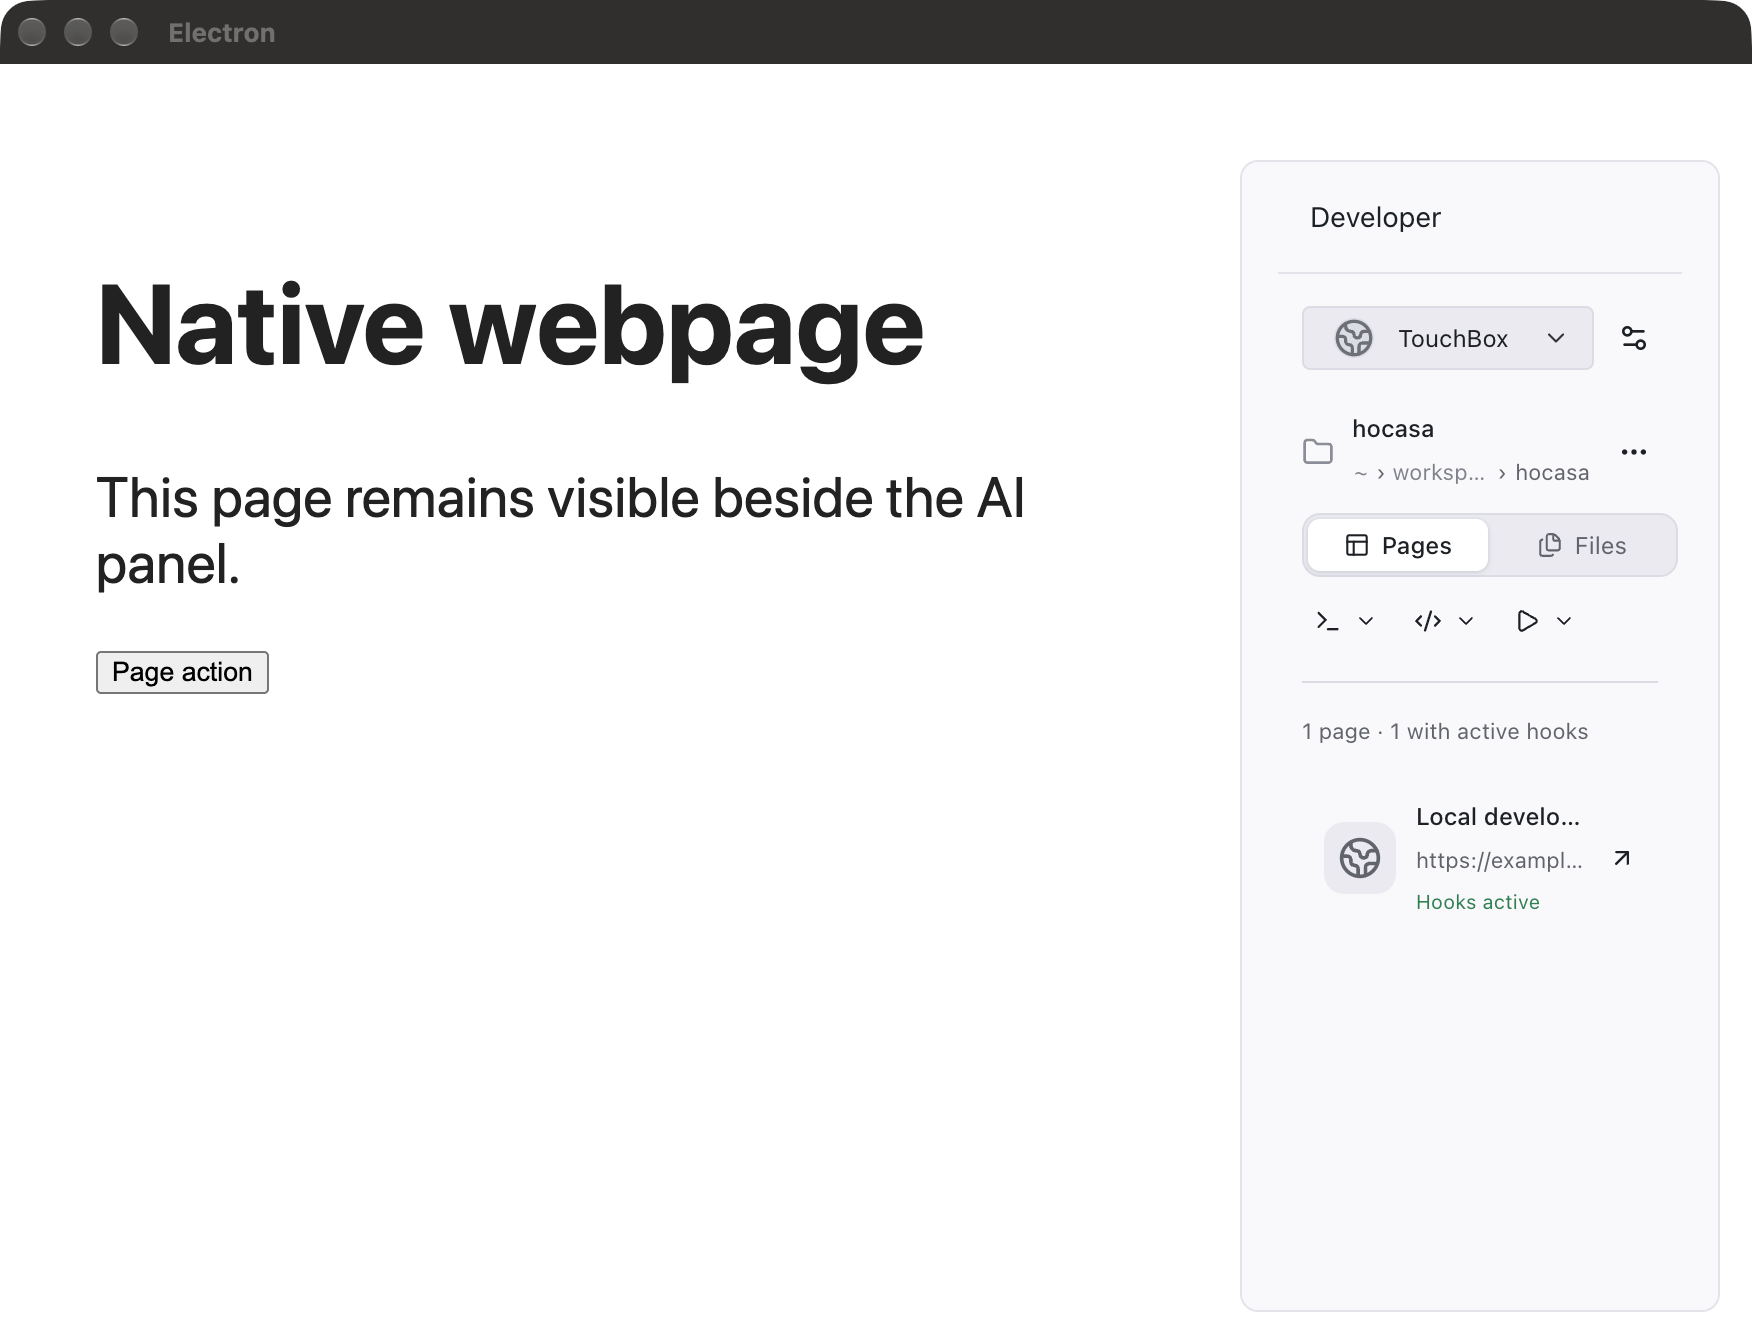 Electron
Native webpage
This page remains visible beside the AI
panel.
Page action
Developer
TouchBox
hocasa
~ › worksp... › hocasa
Pages
Files
1 page · 1 with active hooks
Local develo...
https://exampl...
Hooks active